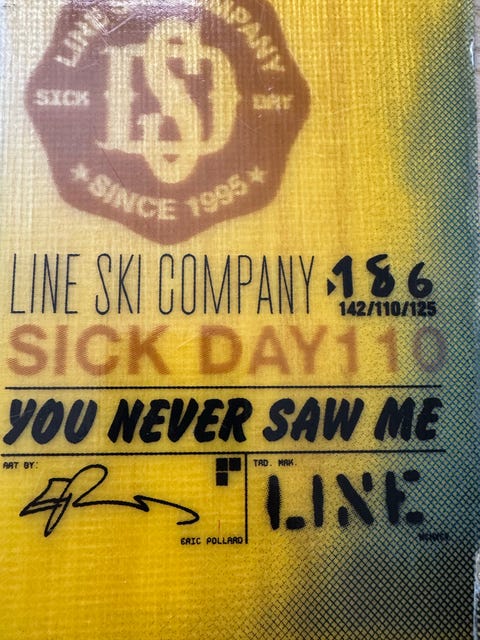 LINE SKI COMPANY
LSD
SICK DAY
★ SINCE 1995 ★
LINE SKI COMPANY 186
142/110/125
SICK DAY110
YOU NEVER SAW ME
ART BY:
ERIC POLLARD
TRD. MRK.
LINE